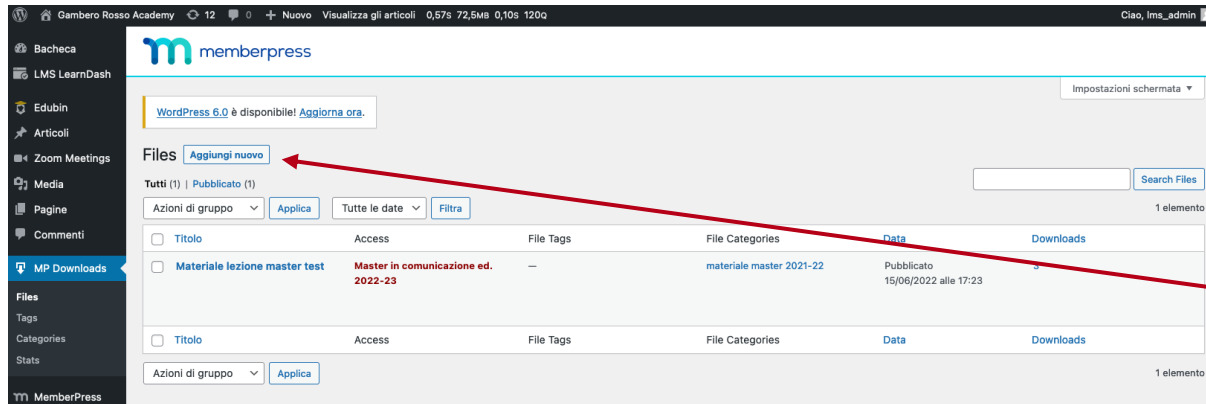 Gambero Rosso Academy 12 0 + Nuovo Visualizza gli articoli 0,57s 72,5MB 0,10s 120Q Ciao, lms_admin
Bacheca
LMS LearnDash
Edubin
Articoli
Zoom Meetings
Media
Pagine
Commenti
MP Downloads
Files
Tags
Categories
Stats
MemberPress
memberpress
Impostazioni schermata ▼
WordPress 6.0 è disponibile! Aggiorna ora.
Files Aggiungi nuovo
Tutti (1) | Pubblicato (1)
Search Files
Azioni di gruppo Applica Tutte le date Filtra 1 elemento
Titolo Access File Tags File Categories Data Downloads
Materiale lezione master test Master in comunicazione ed. — materiale master 2021-22 Pubblicato
2022-23 15/06/2022 alle 17:23
Titolo Access File Tags File Categories Data Downloads
Azioni di gruppo Applica 1 elemento